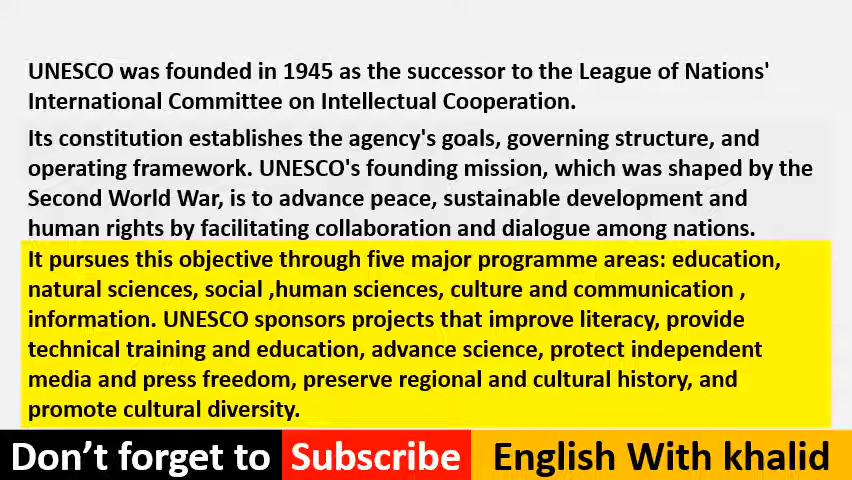 UNESCO was founded in 1945 as the successor to the League of Nations'
International Committee on Intellectual Cooperation.
Its constitution establishes the agency's goals, governing structure, and
operating framework. UNESCO's founding mission, which was shaped by the
Second World War, is to advance peace, sustainable development and
human rights by facilitating collaboration and dialogue among nations.
It pursues this objective through five major programme areas: education,
natural sciences, social ,human sciences, culture and communication ,
information. UNESCO sponsors projects that improve literacy, provide
technical training and education, advance science, protect independent
media and press freedom, preserve regional and cultural history, and
promote cultural diversity.
Don’t forget to Subscribe English With khalid